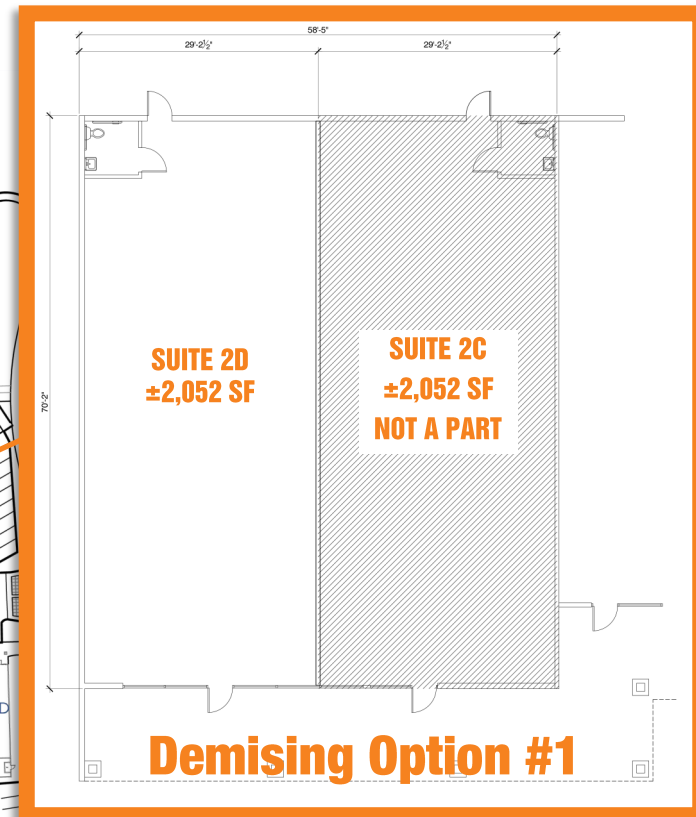 58'-5"
29'-2½"
29'-2½"
70'-2"
SUITE 2D
±2,052 SF
SUITE 2C
±2,052 SF
NOT A PART
D
Demising Option #1